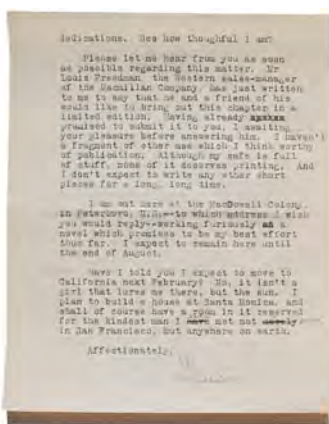 dedications. See how thoughtful I am?
Please let me hear from you as soon
as possible regarding this matter. Mr
Louis Freedman the Western sales-manager
of the Macmillan Company, has just written
to me to say that he and a friend of his
would like to bring out this chapter in a
limited edition. Having already
promised to submit it to you, I awaiting
your pleasure before answering him. I haven't
a fragment of other use which I think worthy
of publication. Although my safe is full
of stuff, none of it deserves printing. And
I don't expect to write any other short
pieces for a long, long time.
I am out here at the MacDowell Colony,
in Peterboro, N.H.--to which address I wish
you would reply--working furiously on a
novel which promises to be my best effort
thus far. I expect to remain here until
the end of August.
Have I told you I expect to move to
California next February? No, it isn't a
girl that lures me there, but the sun. I
plan to build a house at Santa Monica, and
shall of course have a room in it reserved
for the kindest man I have met not merely
in San Francisco, but anywhere on earth.
Affectionately,